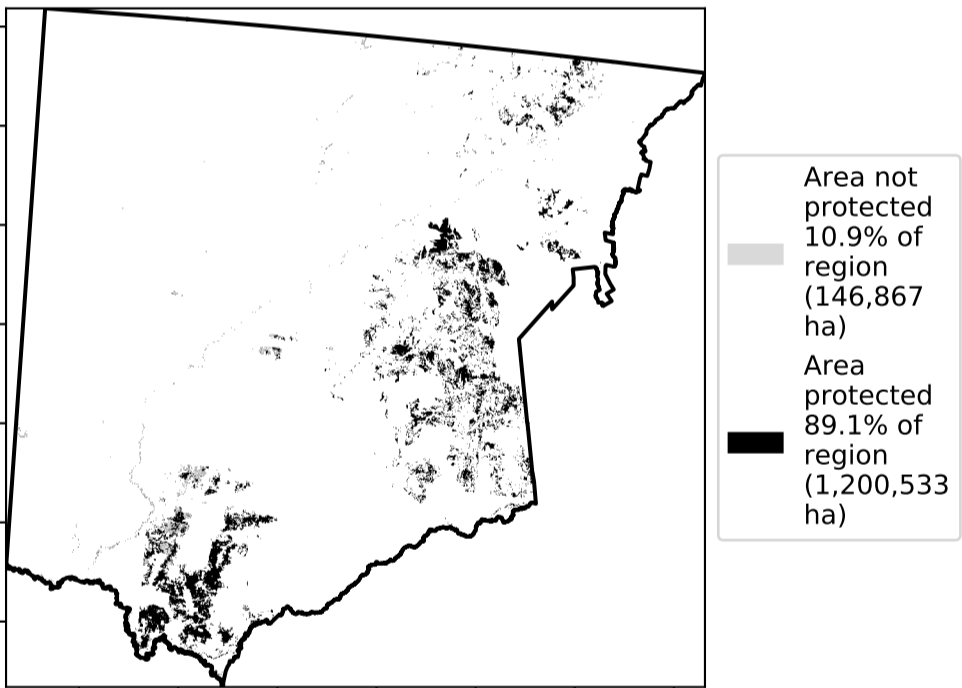 Area not
protected
10.9% of
region
(146,867
ha)
Area
protected
89.1% of
region
(1,200,533
ha)